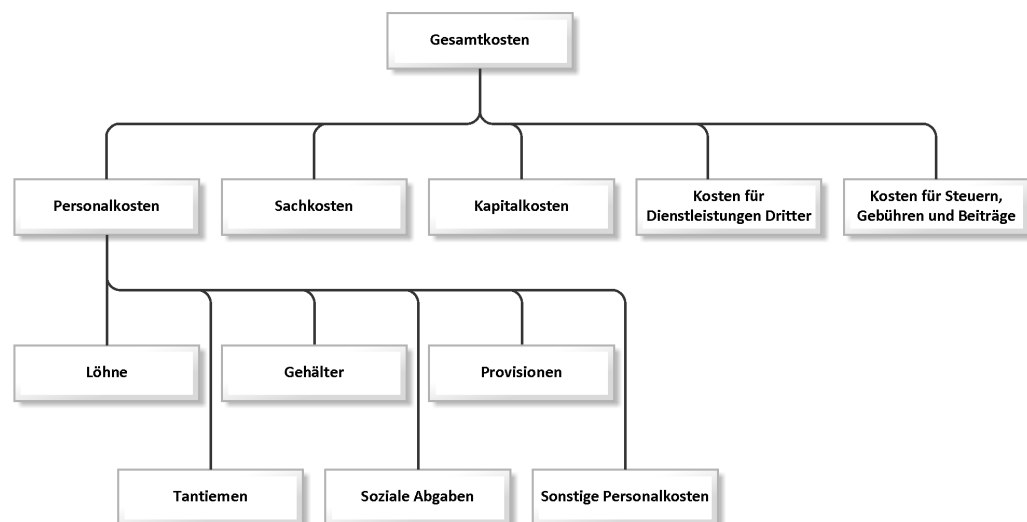 Gesamtkosten
Personalkosten
Sachkosten
Kapitalkosten
Kosten für
Dienstleistungen Dritter
Kosten für Steuern,
Gebühren und Beiträge
Löhne
Gehälter
Provisionen
Tantiemen
Soziale Abgaben
Sonstige Personalkosten